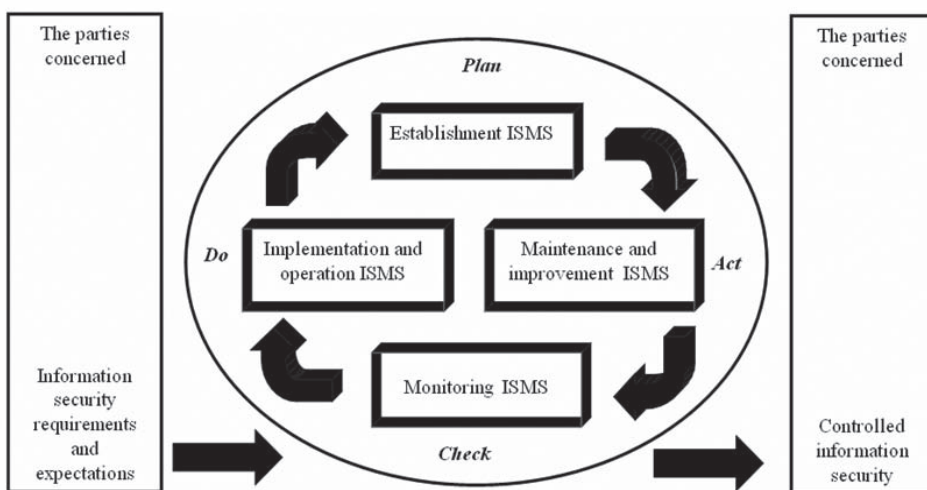 The parties
concerned
Information
security
requirements
and
expectations
Plan
Establishment ISMS
Do
Implementation and
operation ISMS
Maintenance and
improvement ISMS
Act
Monitoring ISMS
Check
The parties
concerned
Controlled
information
security